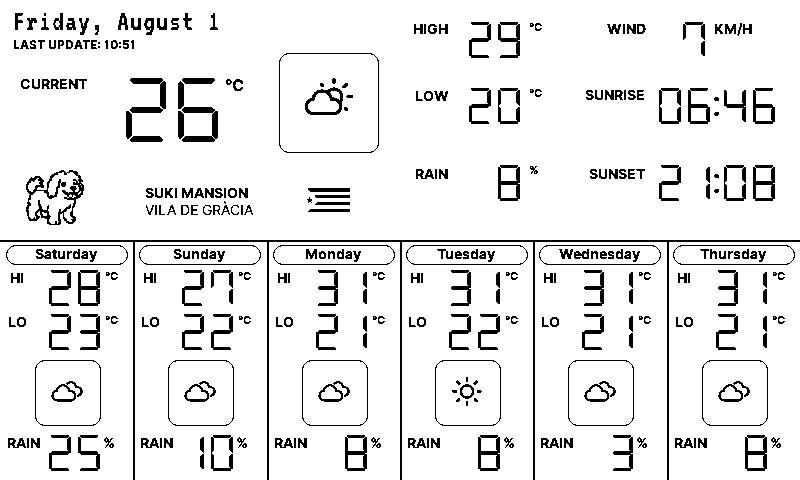 Friday, August 1
LAST UPDATE: 10:51
CURRENT 26 °C
HIGH 29 °C
LOW 20 °C
RAIN 8 %
WIND 7 KM/H
SUNRISE 06:46
SUNSET 21:08
SUKI MANSION
VILA DE GRÀCIA
Saturday
HI 28 °C
LO 23 °C
RAIN 25 %
Sunday
HI 27 °C
LO 22 °C
RAIN 10 %
Monday
HI 31 °C
LO 21 °C
RAIN 8 %
Tuesday
HI 31 °C
LO 22 °C
RAIN 8 %
Wednesday
HI 31 °C
LO 21 °C
RAIN 3 %
Thursday
HI 31 °C
LO 21 °C
RAIN 8 %